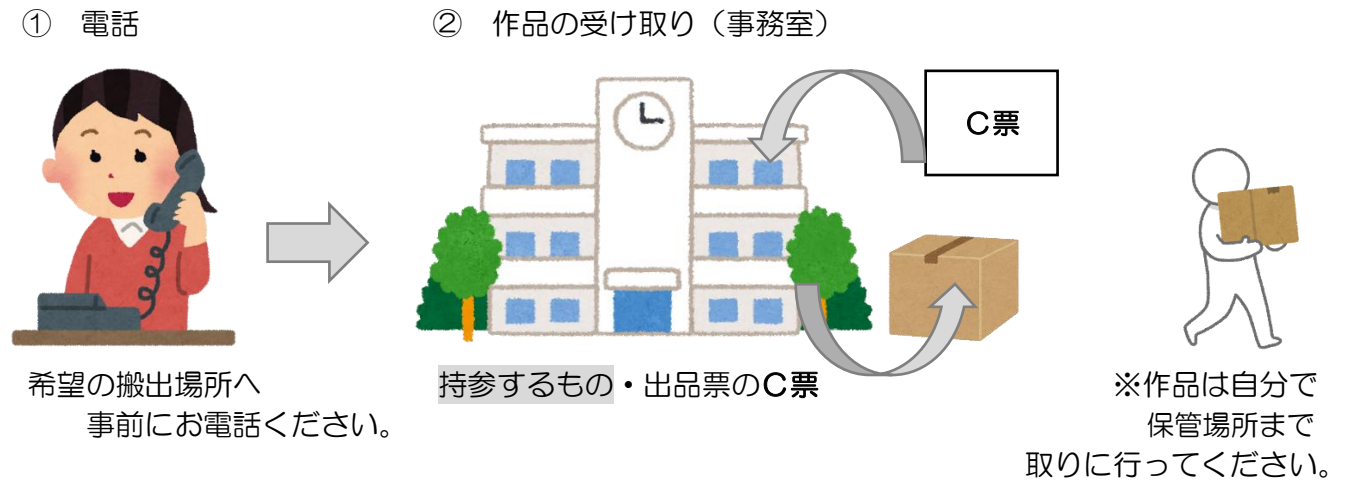 ① 電話
② 作品の受け取り（事務室）
C票
希望の搬出場所へ
事前にお電話ください。
持参するもの・出品票のC票
※作品は自分で
保管場所まで
取りに行ってください。